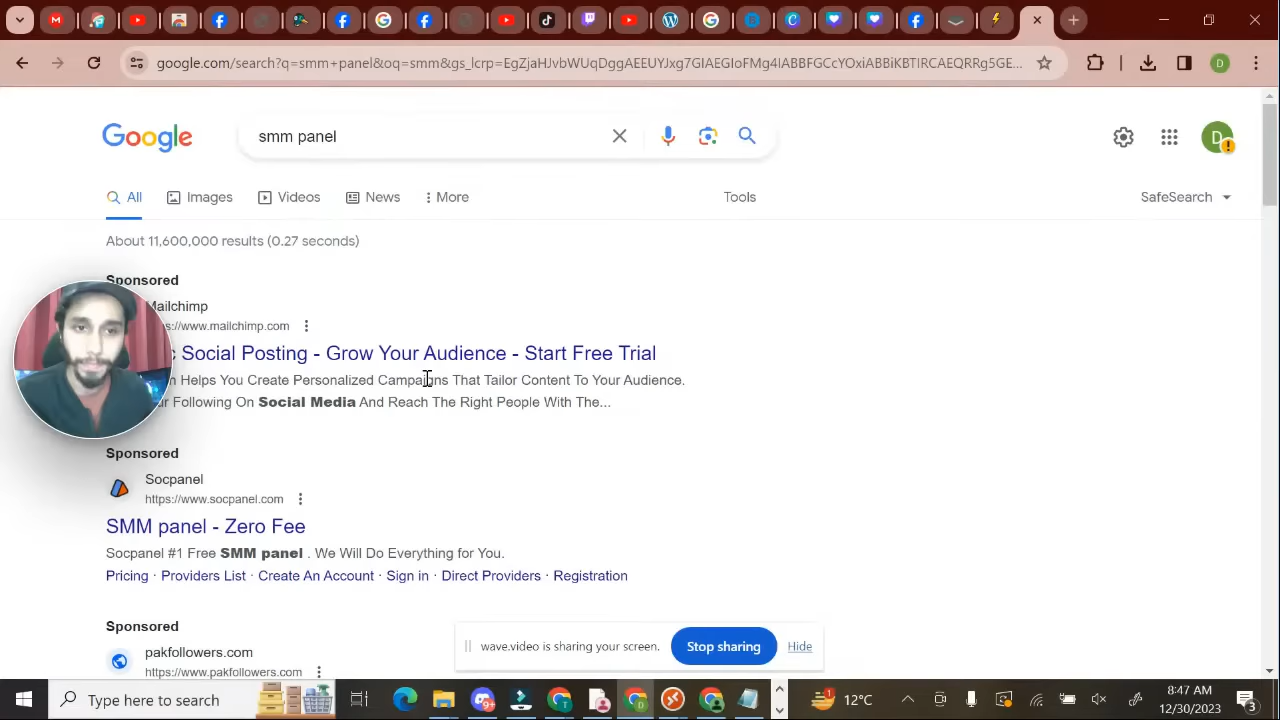 google.com/search?q=smm+panel&oq=smm&gs_lcrp=EgZjaHJvbWUqDggAEEUYJxg7GIAEGIoFMg4IABBFGCcYOxiABBiKBTIRCAEQRRg5GE...
D
Google
smm panel
D
All
Images
Videos
News
More
Tools
SafeSearch
About 11,600,000 results (0.27 seconds)
Sponsored
Mailchimp
s://www.mailchimp.com
c Social Posting - Grow Your Audience - Start Free Trial
Helps You Create Personalized Campaigns That Tailor Content To Your Audience.
Following On Social Media And Reach The Right People With The...
Sponsored
Socpanel
https://www.socpanel.com
SMM panel - Zero Fee
Socpanel #1 Free SMM panel . We Will Do Everything for You.
Pricing · Providers List · Create An Account · Sign in · Direct Providers · Registration
Sponsored
pakfollowers.com
https://www.pakfollowers.com
wave.video is sharing your screen.
Stop sharing
Hide
Type here to search
1
12°C
8:47 AM
12/30/2023
3